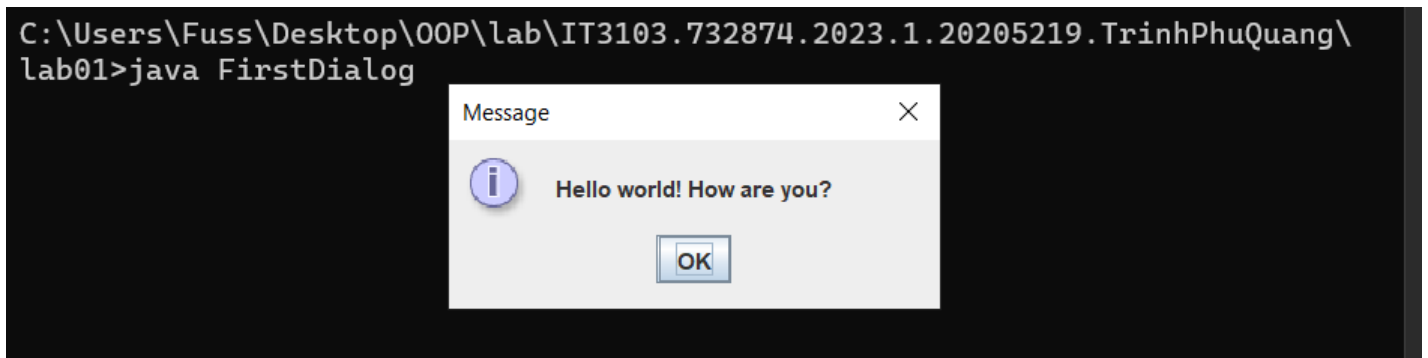 C:\Users\Fuss\Desktop\OOP\lab\IT3103.732874.2023.1.20205219.TrinhPhuQuang\
lab01>java FirstDialog
Message
i
Hello world! How are you?
OK